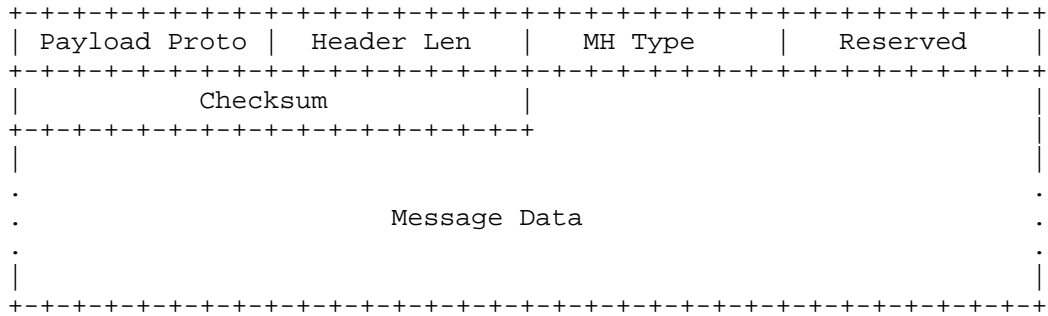 Payload Proto | Header Len | MH Type | Reserved
Checksum
Message Data